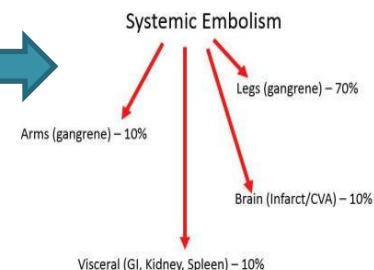 Systemic Embolism
Legs (gangrene) – 70%
Arms (gangrene) – 10%
Brain (Infarct/CVA) – 10%
Visceral (GI, Kidney, Spleen) – 10%